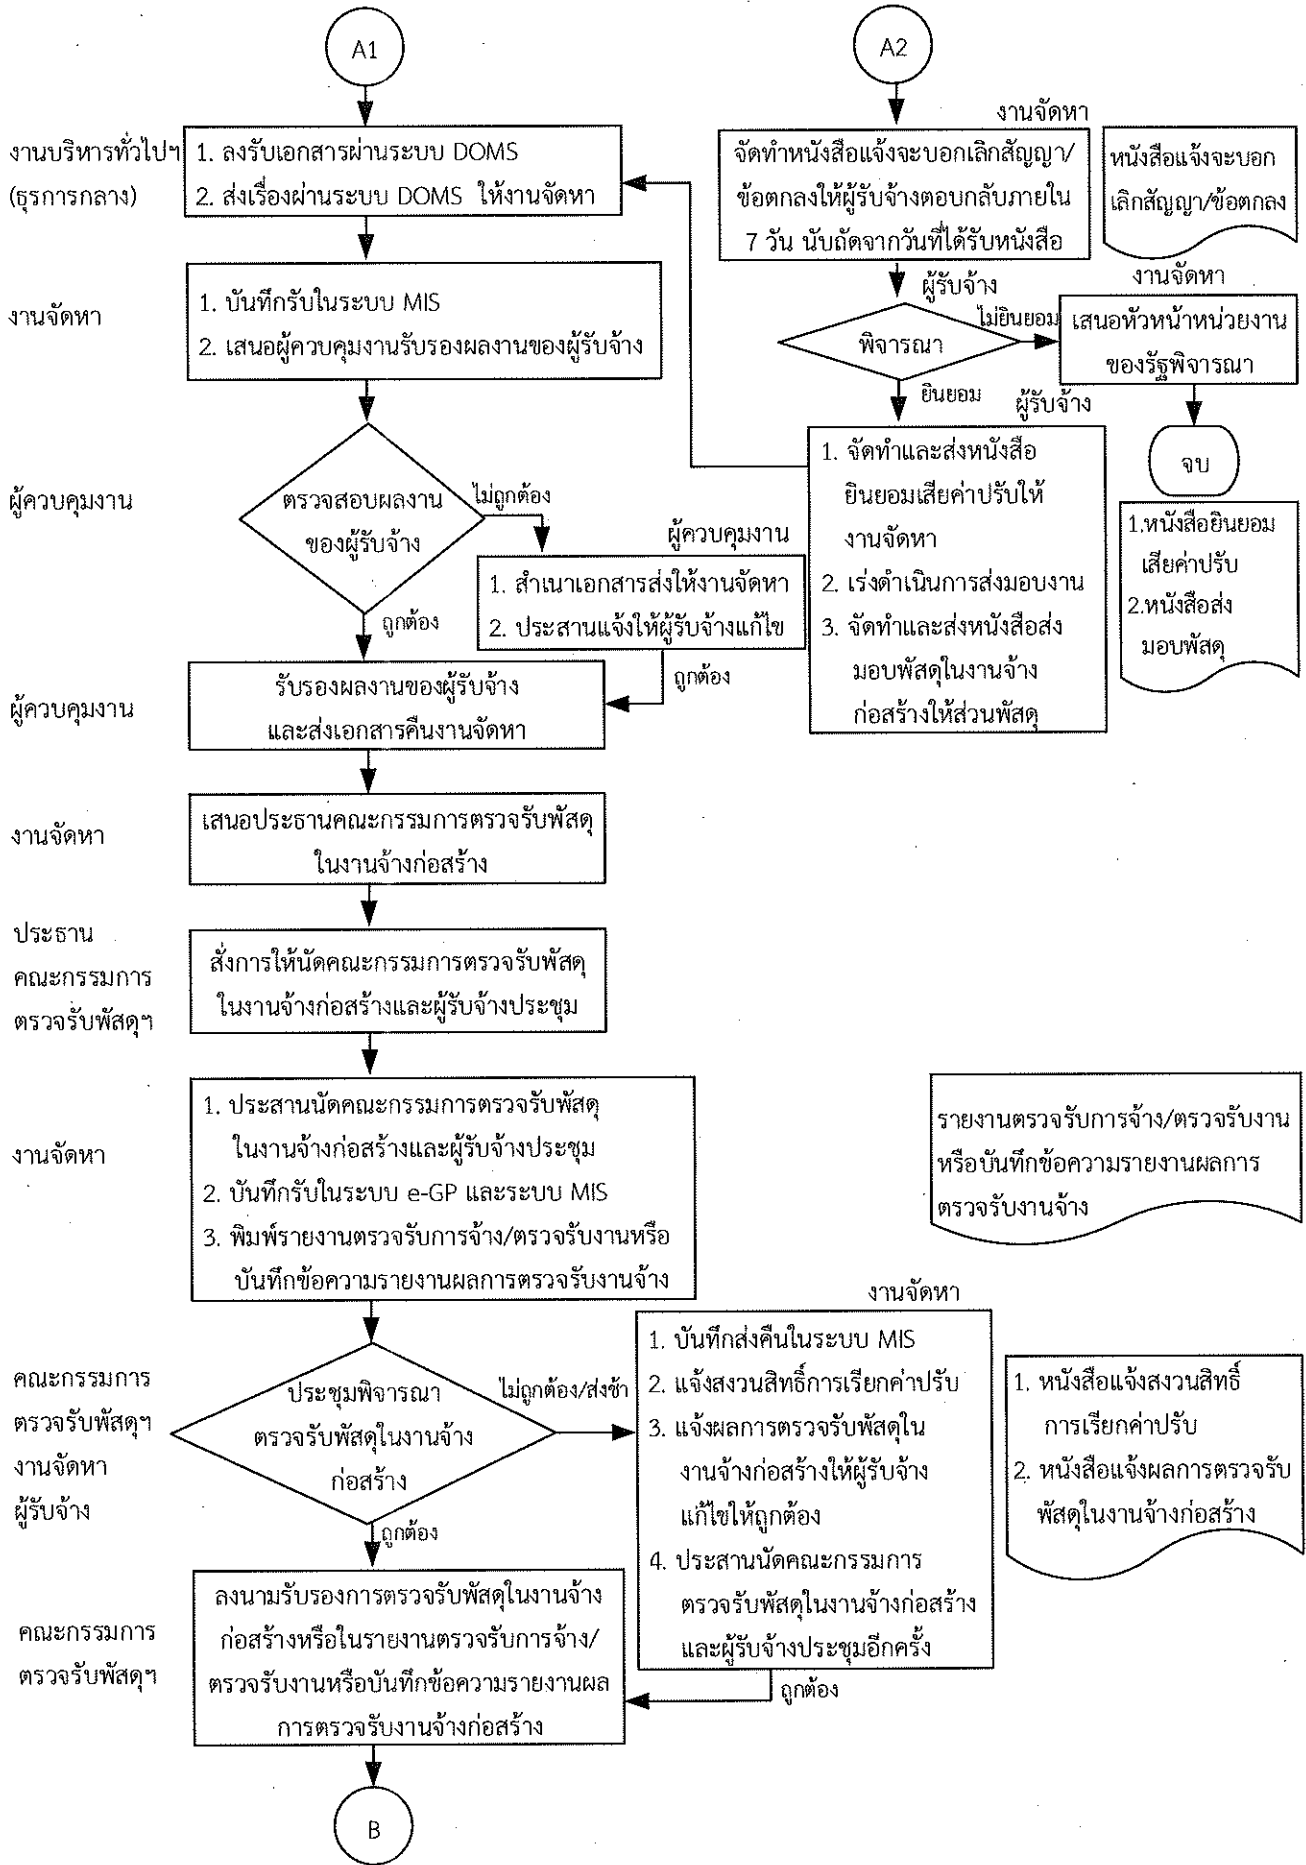 A1
A2
งานบริหารทั่วไปฯ
(ธุรการกลาง)
1. ลงรับเอกสารผ่านระบบ DOMS
2. ส่งเรื่องผ่านระบบ DOMS ให้งานจัดหา
งานจัดหา
จัดทำหนังสือแจ้งจะบอกเลิกสัญญา/
ข้อตกลงให้ผู้รับจ้างตอบกลับภายใน
7 วัน นับถัดจากวันที่ได้รับหนังสือ
หนังสือแจ้งจะบอก
เลิกสัญญา/ข้อตกลง
งานจัดหา
1. บันทึกรับในระบบ MIS
2. เสนอผู้ควบคุมงานรับรองผลงานของผู้รับจ้าง
ผู้รับจ้าง
พิจารณา
ไม่ยินยอม
งานจัดหา
เสนอหัวหน้าหน่วยงาน
ของรัฐพิจารณา
ยินยอม
จบ
ผู้รับจ้าง
1. จัดทำและส่งหนังสือ
ยินยอมเสียค่าปรับให้
งานจัดหา
2. เร่งดำเนินการส่งมอบงาน
3. จัดทำและส่งหนังสือส่ง
มอบพัสดุในงานจ้าง
ก่อสร้างให้ส่วนพัสดุ
1.หนังสือยินยอม
เสียค่าปรับ
2.หนังสือส่ง
มอบพัสดุ
ผู้ควบคุมงาน
ตรวจสอบผลงาน
ของผู้รับจ้าง
ไม่ถูกต้อง
ผู้ควบคุมงาน
1. สำเนาเอกสารส่งให้งานจัดหา
2. ประสานแจ้งให้ผู้รับจ้างแก้ไข
ถูกต้อง
ถูกต้อง
ผู้ควบคุมงาน
รับรองผลงานของผู้รับจ้าง
และส่งเอกสารคืนงานจัดหา
งานจัดหา
เสนอประธานคณะกรรมการตรวจรับพัสดุ
ในงานจ้างก่อสร้าง
ประธาน
คณะกรรมการ
ตรวจรับพัสดุฯ
สั่งการให้นัดคณะกรรมการตรวจรับพัสดุ
ในงานจ้างก่อสร้างและผู้รับจ้างประชุม
งานจัดหา
1. ประสานนัดคณะกรรมการตรวจรับพัสดุ
ในงานจ้างก่อสร้างและผู้รับจ้างประชุม
2. บันทึกรับในระบบ e-GP และระบบ MIS
3. พิมพ์รายงานตรวจรับการจ้าง/ตรวจรับงานหรือ
บันทึกข้อความรายงานผลการตรวจรับงานจ้าง
รายงานตรวจรับการจ้าง/ตรวจรับงาน
หรือบันทึกข้อความรายงานผลการ
ตรวจรับงานจ้าง
คณะกรรมการ
ตรวจรับพัสดุฯ
งานจัดหา
ผู้รับจ้าง
ประชุมพิจารณา
ตรวจรับพัสดุในงานจ้าง
ก่อสร้าง
ไม่ถูกต้อง/ส่งช้า
งานจัดหา
1. บันทึกส่งคืนในระบบ MIS
2. แจ้งสงวนสิทธิ์การเรียกค่าปรับ
3. แจ้งผลการตรวจรับพัสดุใน
งานจ้างก่อสร้างให้ผู้รับจ้าง
แก้ไขให้ถูกต้อง
4. ประสานนัดคณะกรรมการ
ตรวจรับพัสดุในงานจ้างก่อสร้าง
และผู้รับจ้างประชุมอีกครั้ง
1. หนังสือแจ้งสงวนสิทธิ์
การเรียกค่าปรับ
2. หนังสือแจ้งผลการตรวจรับ
พัสดุในงานจ้างก่อสร้าง
ถูกต้อง
ถูกต้อง
คณะกรรมการ
ตรวจรับพัสดุฯ
ลงนามรับรองการตรวจรับพัสดุในงานจ้าง
ก่อสร้างหรือในรายงานตรวจรับการจ้าง/
ตรวจรับงานหรือบันทึกข้อความรายงานผล
การตรวจรับงานจ้างก่อสร้าง
B